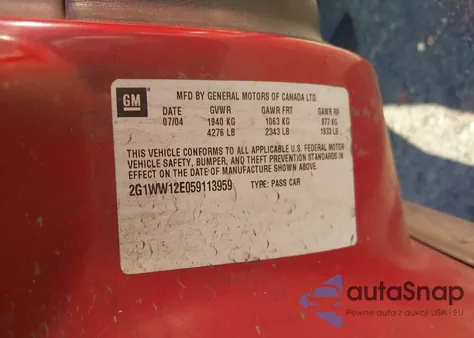 GM
MFD BY GENERAL MOTORS OF CANADA LTD.
DATE GVWR GAWR FRT GAWR RR
07/04 1940 KG 1063 KG 877 KG
4276 LB 2343 LB 1933 LB
THIS VEHICLE CONFORMS TO ALL APPLICABLE U.S. FEDERAL MOTOR
VEHICLE SAFETY, BUMPER, AND THEFT PREVENTION STANDARDS IN
EFFECT ON THE DATE OF MANUFACTURE SHOWN ABOVE.
2G1WW12E059113959 TYPE: PASS CAR
autoSnap
Pewne auta z aukcji USA - EU